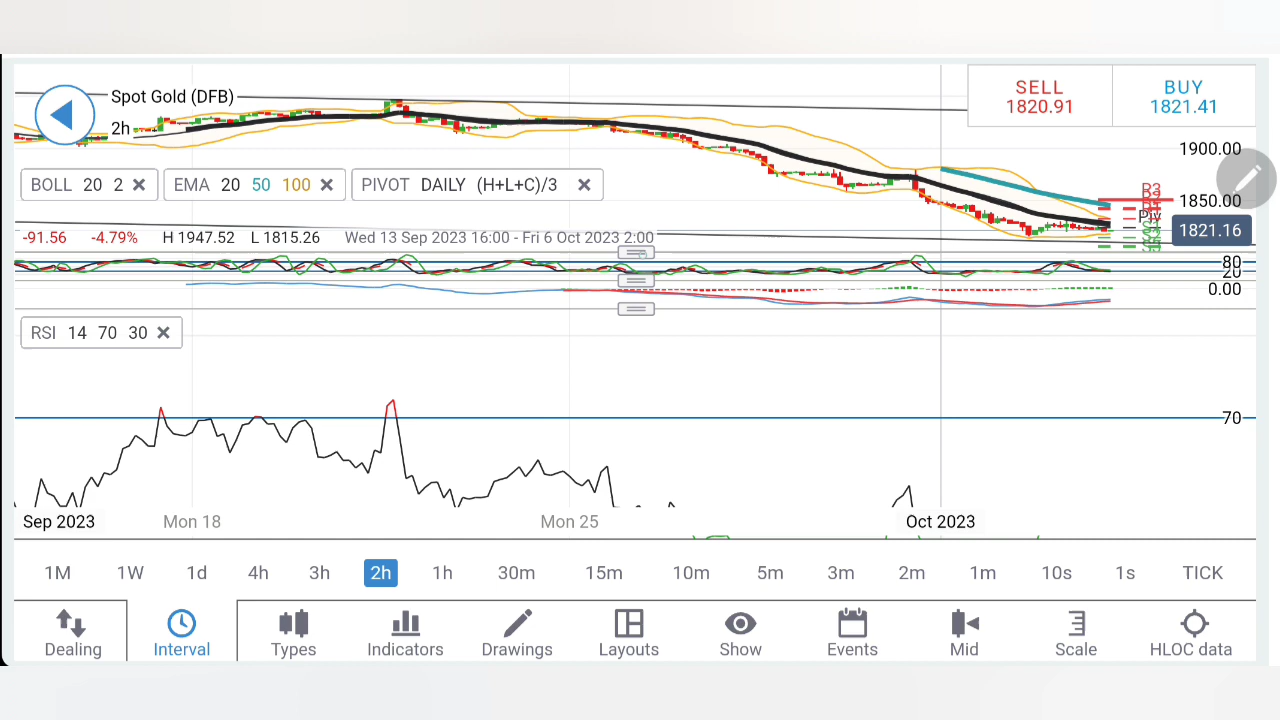 Spot Gold (DFB)
2h
SELL
1820.91
BUY
1821.41
1900.00
BOLL 20 2
EMA 20 50 100
PIVOT DAILY (H+L+C)/3
R3
1850.00
1821.16
-91.56 -4.79% H 1947.52 L 1815.26 Wed 13 Sep 2023 16:00 - Fri 6 Oct 2023 2:00
80
20
0.00
RSI 14 70 30
70
Sep 2023 Mon 18 Mon 25 Oct 2023
1M 1W 1d 4h 3h 2h 1h 30m 15m 10m 5m 3m 2m 1m 10s 1s TICK
Dealing Interval Types Indicators Drawings Layouts Show Events Mid Scale HLOC data